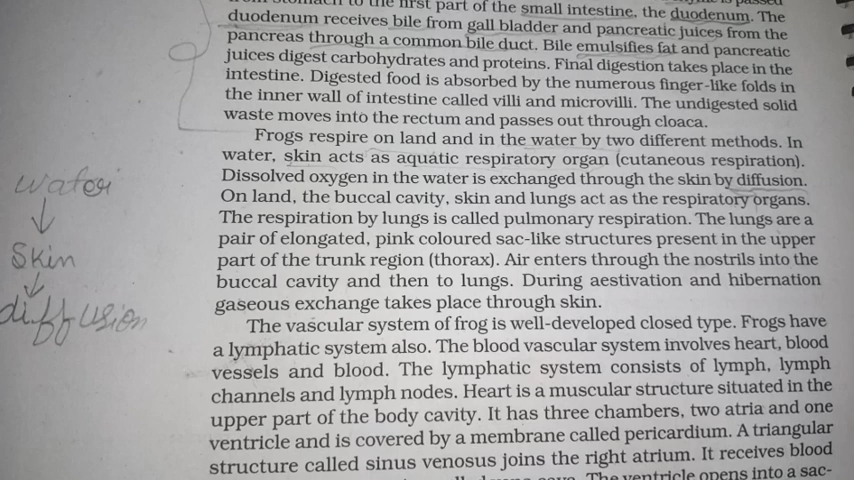 from stomach to the first part of the small intestine, the duodenum. The
duodenum receives bile from gall bladder and pancreatic juices from the
pancreas through a common bile duct. Bile emulsifies fat and pancreatic
juices digest carbohydrates and proteins. Final digestion takes place in the
intestine. Digested food is absorbed by the numerous finger-like folds in
the inner wall of intestine called villi and microvilli. The undigested solid
waste moves into the rectum and passes out through cloaca.
Frogs respire on land and in the water by two different methods. In
water, skin acts as aquatic respiratory organ (cutaneous respiration).
Dissolved oxygen in the water is exchanged through the skin by diffusion.
On land, the buccal cavity, skin and lungs act as the respiratory organs.
The respiration by lungs is called pulmonary respiration. The lungs are a
pair of elongated, pink coloured sac-like structures present in the upper
part of the trunk region (thorax). Air enters through the nostrils into the
buccal cavity and then to lungs. During aestivation and hibernation
gaseous exchange takes place through skin.
The vascular system of frog is well-developed closed type. Frogs have
a lymphatic system also. The blood vascular system involves heart, blood
vessels and blood. The lymphatic system consists of lymph, lymph
channels and lymph nodes. Heart is a muscular structure situated in the
upper part of the body cavity. It has three chambers, two atria and one
ventricle and is covered by a membrane called pericardium. A triangular
structure called sinus venosus joins the right atrium. It receives blood
The ventricle opens into a sac-
water
↓
Skin
↓
diffusion